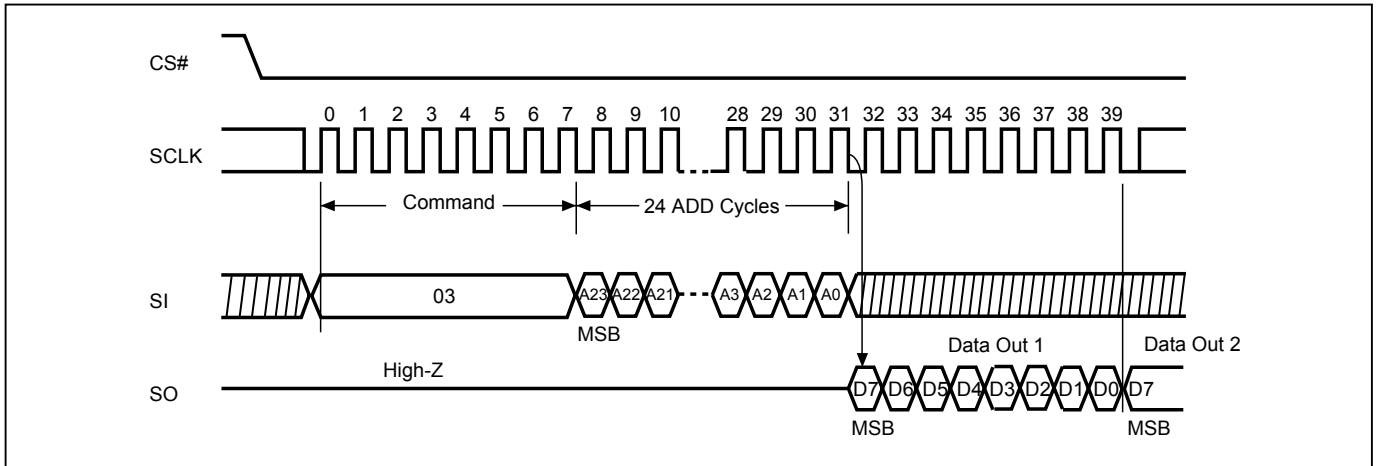 CS#
0 1 2 3 4 5 6 7 8 9 10 28 29 30 31 32 33 34 35 36 37 38 39
SCLK
Command 24 ADD Cycles
SI 03 A23 A22 A21 A3 A2 A1 A0
MSB
Data Out 1 Data Out 2
High-Z
SO D7 D6 D5 D4 D3 D2 D1 D0 D7
MSB MSB